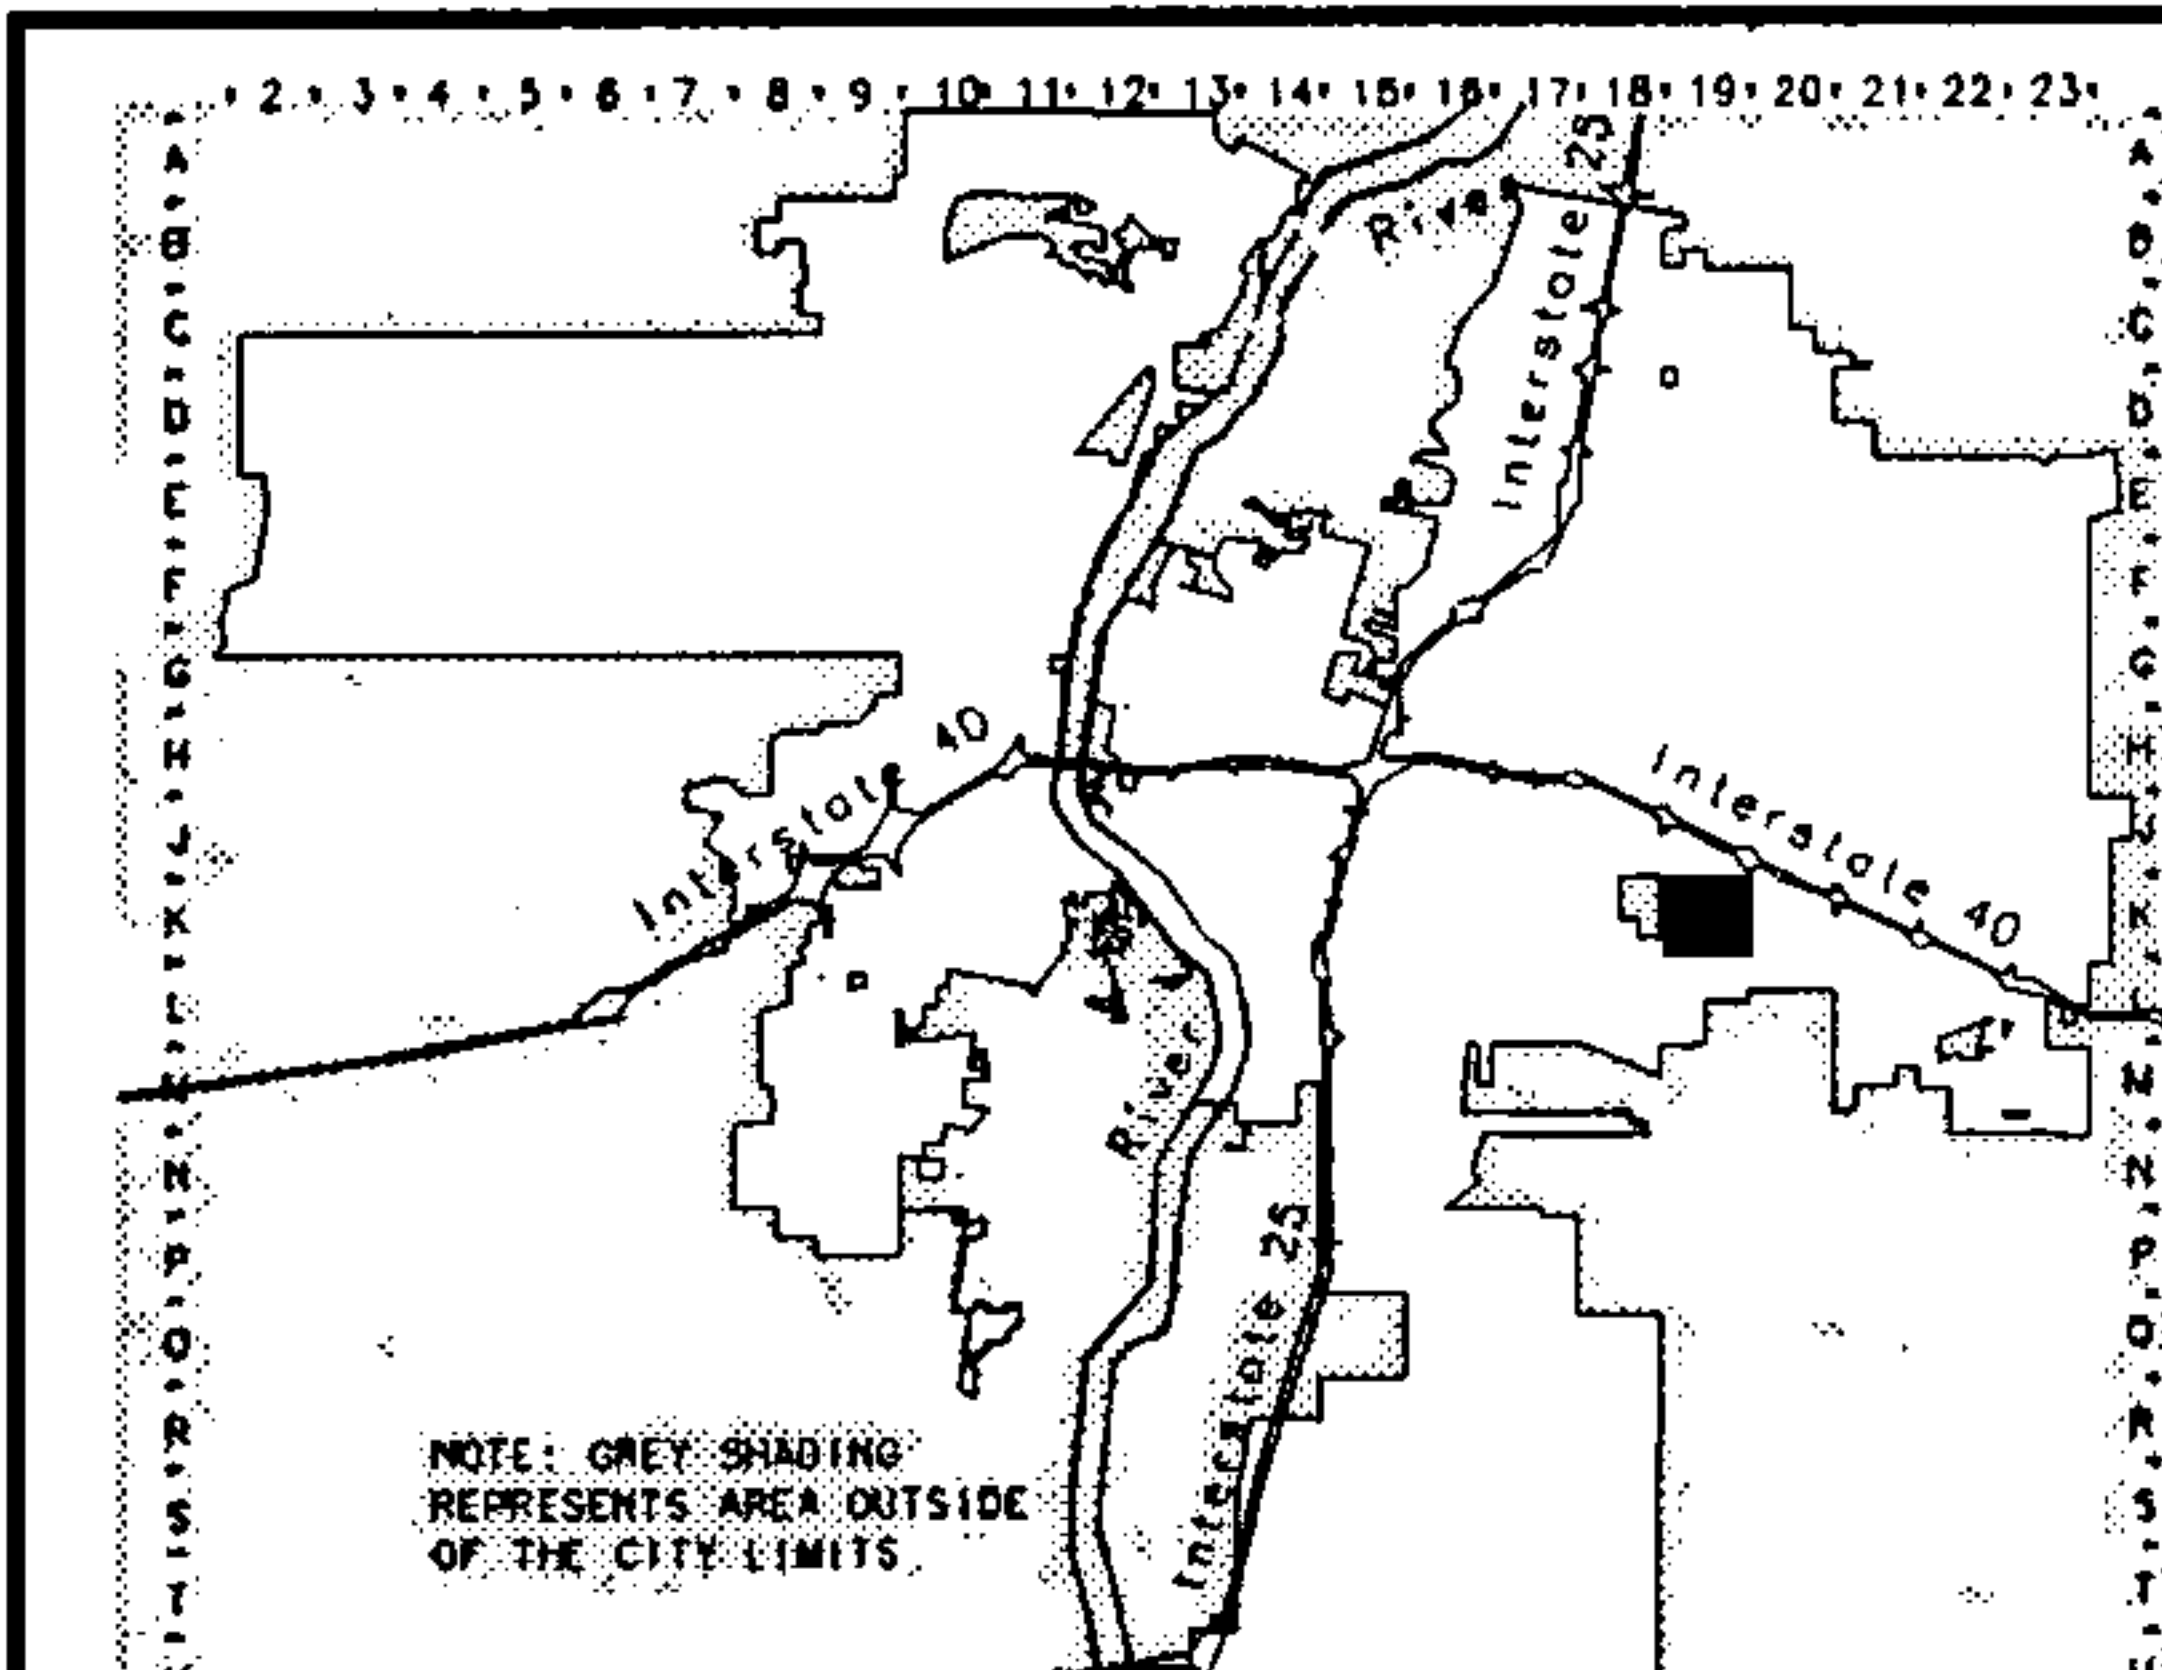 2 3 4 5 6 7 8 9 10 11 12 13 14 15 16 17 18 19 20 21 22 23
A
B
C
D
E
F
G
H
J
K
L
M
N
P
Q
R
S
T
River
Interstate 25
Interstate 40
Interstate 40
River
Interstate 25
A
B
C
D
E
F
G
H
J
K
L
M
N
P
Q
R
S
T
NOTE: GREY SHADING
REPRESENTS AREA OUTSIDE
OF THE CITY LIMITS